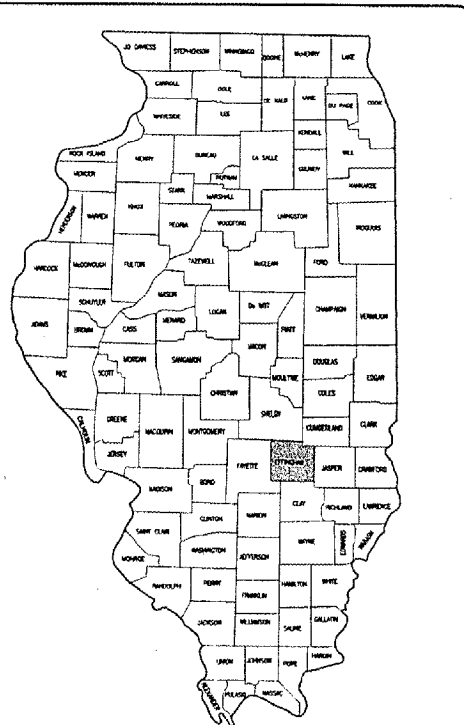 JO DAVIESS STEPHENSON WINNEBAGO BOONE McHENRY LAKE
CARROLL OGLE DE KALB KANE COOK
DU PAGE
WHITESIDE LEE KENDALL
ROCK ISLAND HENRY BUREAU LA SALLE GRUNDY WILL
MERCER PUTNAM KANKAKEE
HENDERSON WARREN KNOX STARK MARSHALL LIVINGSTON
PEORIA WOODFORD IROQUOIS
HANCOCK McDONOUGH FULTON TAZEWELL McCLEAN FORD
SCHUYLER MASON LOGAN De WITT CHAMPAIGN VERMILION
ADAMS BROWN CASS MENARD PIATT
MACON
PIKE SCOTT MORGAN SANGAMON MOULTRIE DOUGLAS EDGAR
CHRISTIAN COLES
SHELBY
GREENE CUMBERLAND CLARK
CALHOUN JERSEY MACOUPIN MONTGOMERY
FAYETTE EFFINGHAM JASPER CRAWFORD
MADISON BOND
CLAY RICHLAND LAWRENCE
CLINTON MARION
SAINT CLAIR WASHINGTON WAYNE EDWARDS WABASH
MONROE JEFFERSON
RANDOLPH PERRY HAMILTON WHITE
FRANKLIN
JACKSON WILLIAMSON SALINE GALLATIN
UNION JOHNSON POPE HARDIN
ALEXANDER PULASKI MASSAC